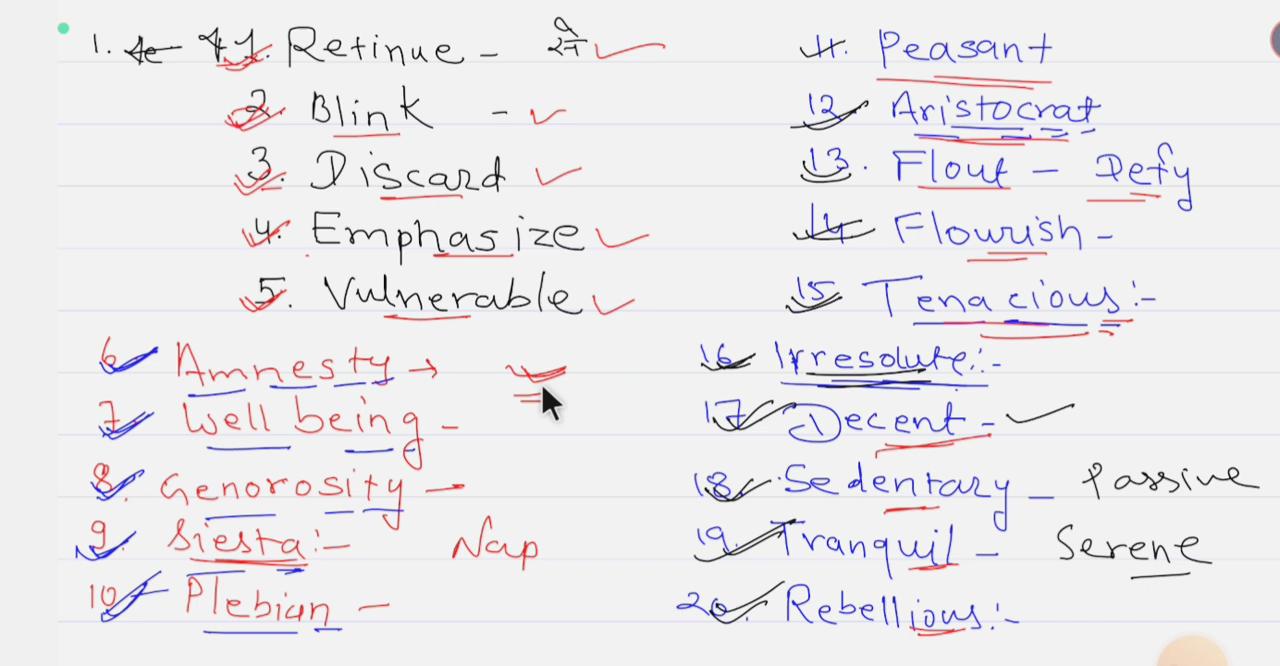 1. 1. Retinue -
2. Blink -
3. Discard
4. Emphasize
5. Vulnerable
6 Amnesty →
7. Well being -
8. Generosity -
9. Siesta :- Nap
10. Plebian -
11. Peasant
12. Aristocrat
13. Flout - Defy
14 Flourish -
15 Tenacious :-
16 Irresolute :-
17 Decent -
18. Sedentary - Passive
19. Tranquil - Serene
20. Rebellious :-